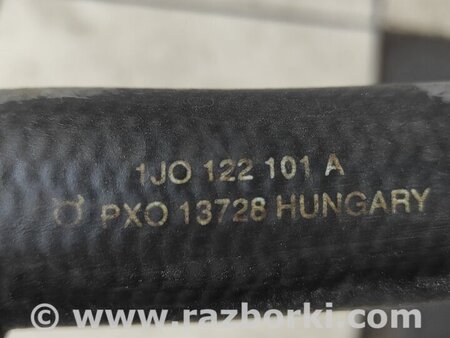 1JO 122 101 A
PXO 13728 HUNGARY
© www.razborki.com